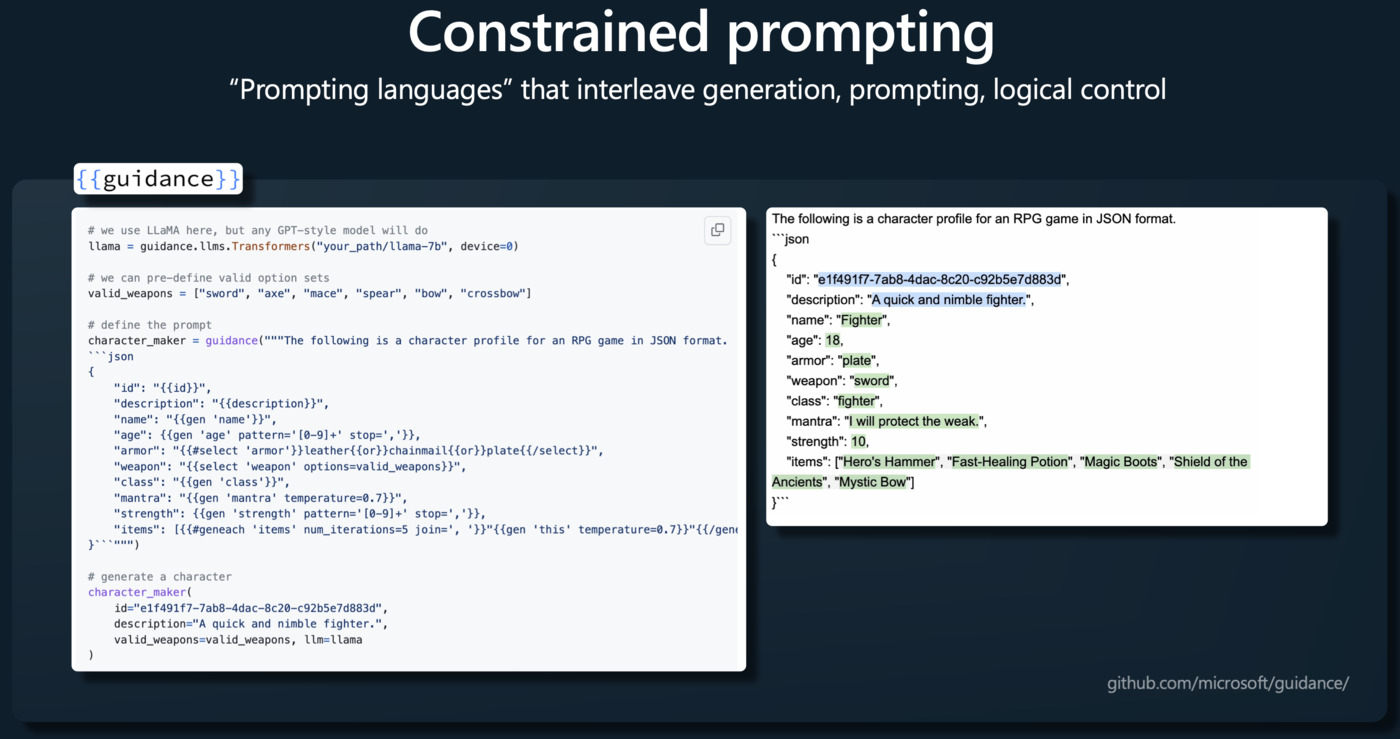 Constrained prompting
“Prompting languages” that interleave generation, prompting, logical control
{{guidance}}
# we use LLaMA here, but any GPT-style model will do
llama = guidance.llms.Transformers("your_path/llama-7b", device=0)
# we can pre-define valid option sets
valid_weapons = ["sword", "axe", "mace", "spear", "bow", "crossbow"]
# define the prompt
character_maker = guidance("""The following is a character profile for an RPG game in JSON format.
```json
{
    "id": "{{id}}",
    "description": "{{description}}",
    "name": "{{gen 'name'}}",
    "age": {{gen 'age' pattern='[0-9]+' stop=','}},
    "armor": "{{#select 'armor'}}leather{{or}}chainmail{{or}}plate{{/select}}",
    "weapon": "{{select 'weapon' options=valid_weapons}}",
    "class": "{{gen 'class'}}",
    "mantra": "{{gen 'mantra' temperature=0.7}}",
    "strength": {{gen 'strength' pattern='[0-9]+' stop=','}},
    "items": [{{#geneach 'items' num_iterations=5 join=', '}}"{{gen 'this' temperature=0.7}}"{{/gene
}```""")
# generate a character
character_maker(
    id="e1f491f7-7ab8-4dac-8c20-c92b5e7d883d",
    description="A quick and nimble fighter.",
    valid_weapons=valid_weapons, llm=llama
)
The following is a character profile for an RPG game in JSON format.
```json
{
    "id": "e1f491f7-7ab8-4dac-8c20-c92b5e7d883d",
    "description": "A quick and nimble fighter.",
    "name": "Fighter",
    "age": 18,
    "armor": "plate",
    "weapon": "sword",
    "class": "fighter",
    "mantra": "I will protect the weak.",
    "strength": 10,
    "items": ["Hero's Hammer", "Fast-Healing Potion", "Magic Boots", "Shield of the
Ancients", "Mystic Bow"]
}```
github.com/microsoft/guidance/